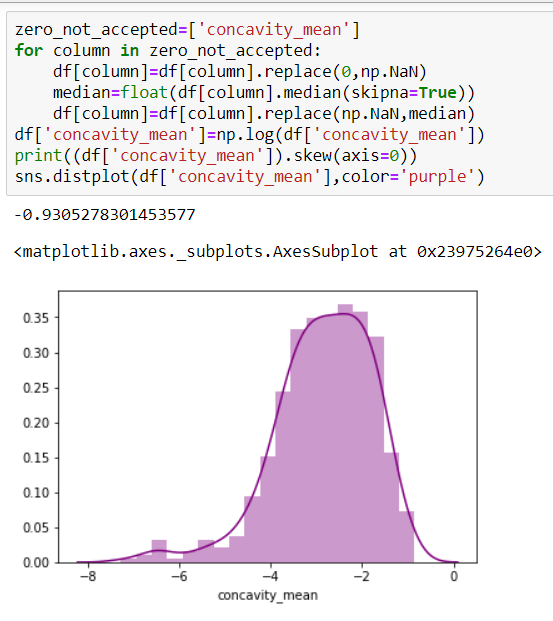 zero_not_accepted=['concavity_mean']
for column in zero_not_accepted:
    df[column]=df[column].replace(0,np.NaN)
    median=float(df[column].median(skipna=True))
    df[column]=df[column].replace(np.NaN,median)
df['concavity_mean']=np.log(df['concavity_mean'])
print((df['concavity_mean']).skew(axis=0))
sns.distplot(df['concavity_mean'],color='purple')
-0.9305278301453577
<matplotlib.axes._subplots.AxesSubplot at 0x23975264e0>
0.35
0.30
0.25
0.20
0.15
0.10
0.05
0.00
−8 −6 −4 −2 0
concavity_mean